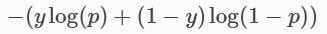 −(y log(p) + (1 − y) log(1 − p))